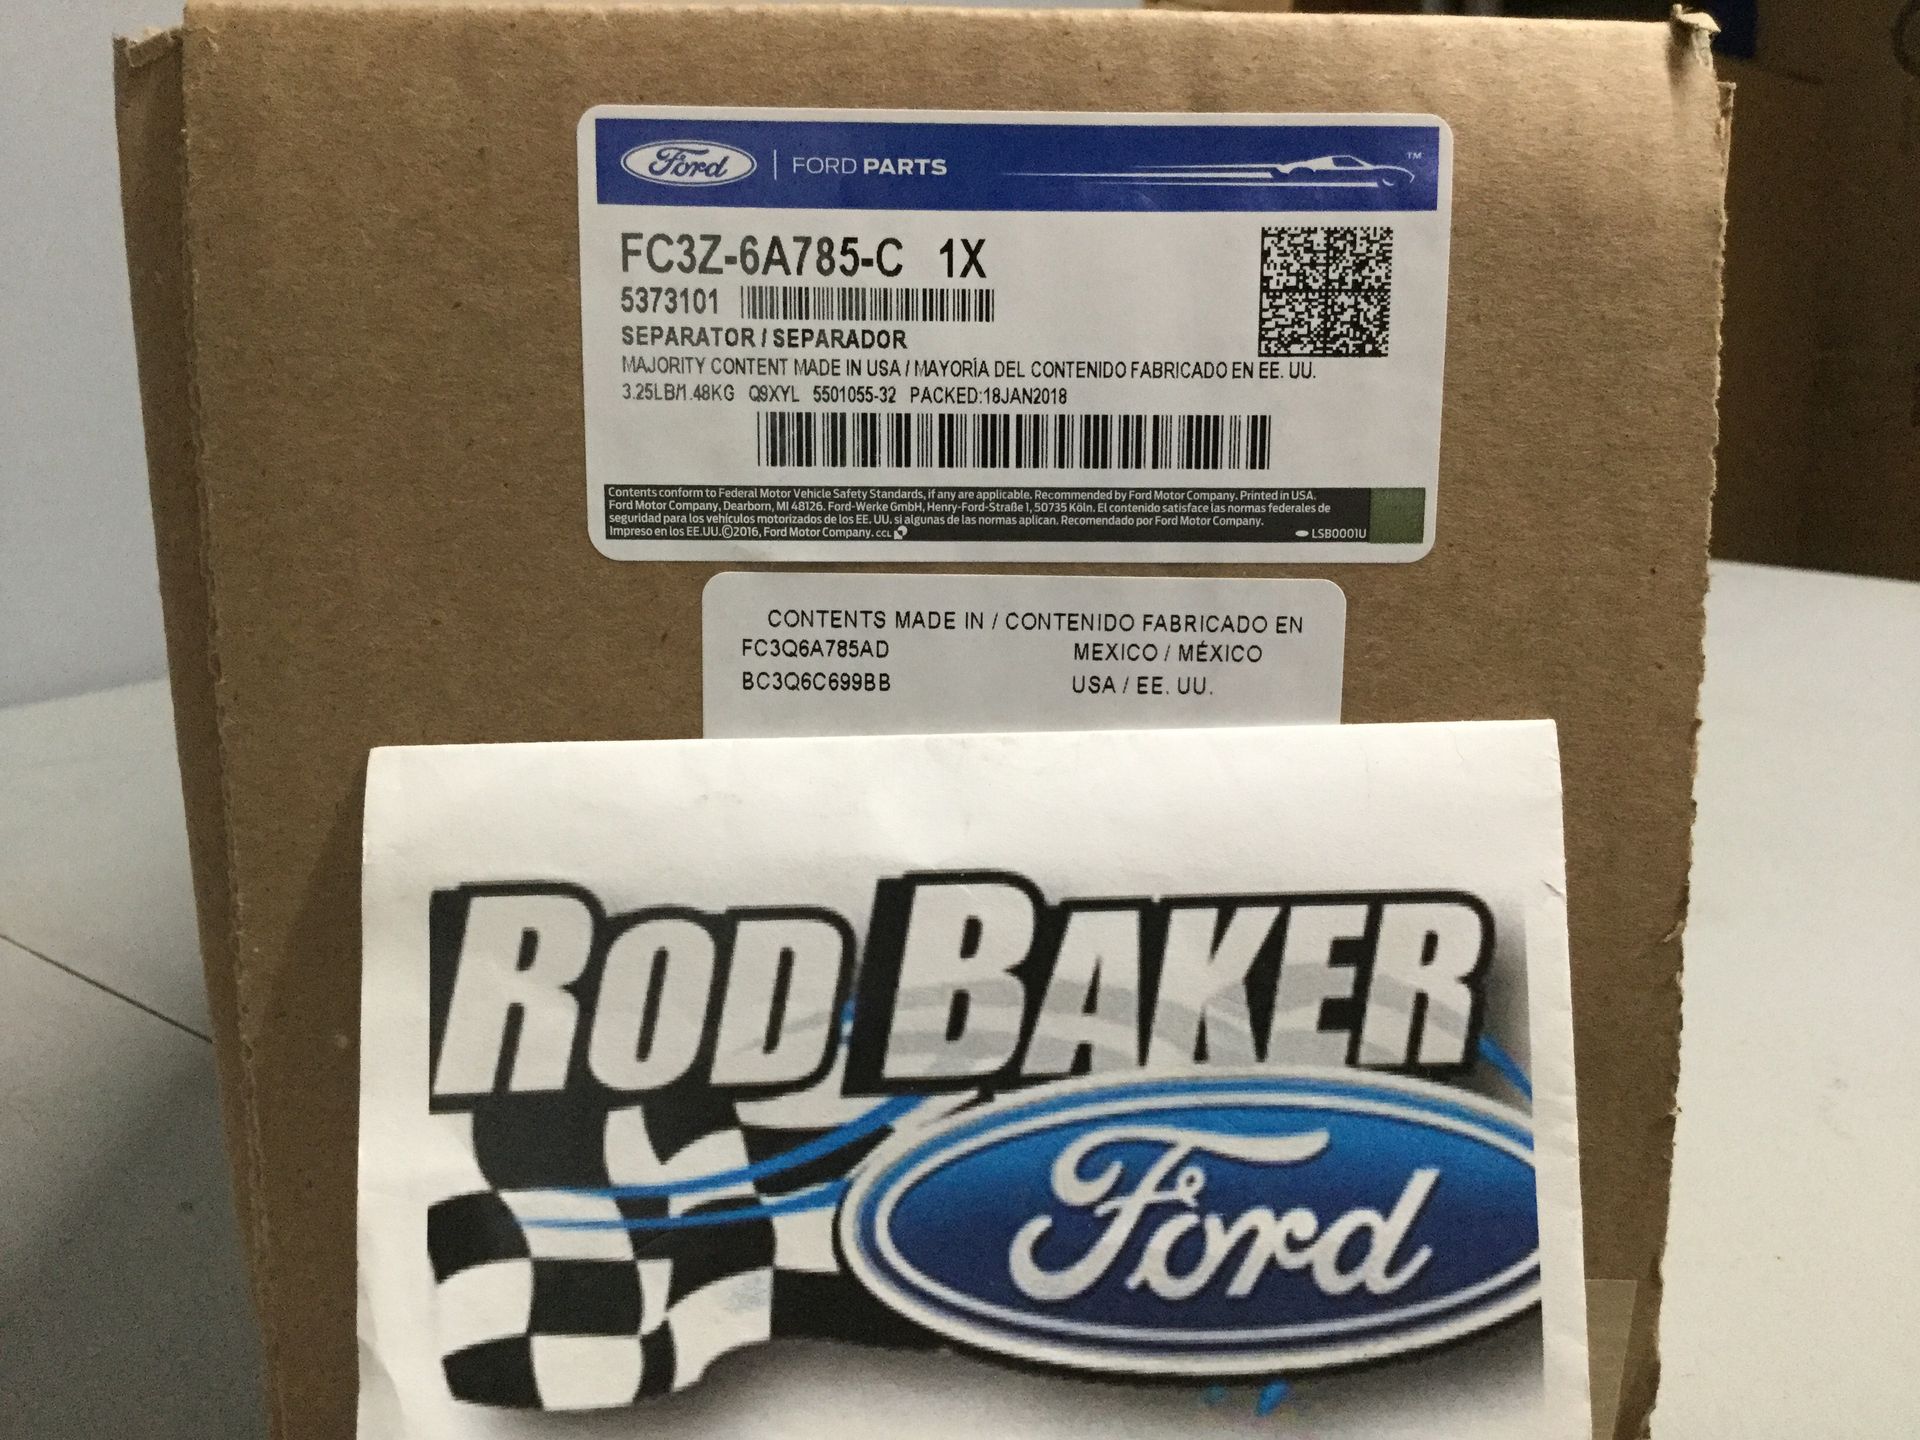 Ford | FORD PARTS ™
FC3Z-6A785-C 1X
5373101
SEPARATOR / SEPARADOR
MAJORITY CONTENT MADE IN USA / MAYORÍA DEL CONTENIDO FABRICADO EN EE. UU.
3.25LB/1.48KG Q9XYL 5501055-32 PACKED:18JAN2018
Contents conform to Federal Motor Vehicle Safety Standards, if any are applicable. Recommended by Ford Motor Company. Printed in USA.
Ford Motor Company, Dearborn, MI 48126. Ford-Werke GmbH, Henry-Ford-Straße 1, 50735 Köln. El contenido satisface las normas federales de
seguridad para los vehículos motorizados de los EE. UU. si algunas de las normas aplican. Recomendado por Ford Motor Company.
Impreso en los EE.UU.©2016, Ford Motor Company. CCL LSB0001U
CONTENTS MADE IN / CONTENIDO FABRICADO EN
FC3Q6A785AD MEXICO / MÉXICO
BC3Q6C699BB USA / EE. UU.
ROD BAKER
Ford